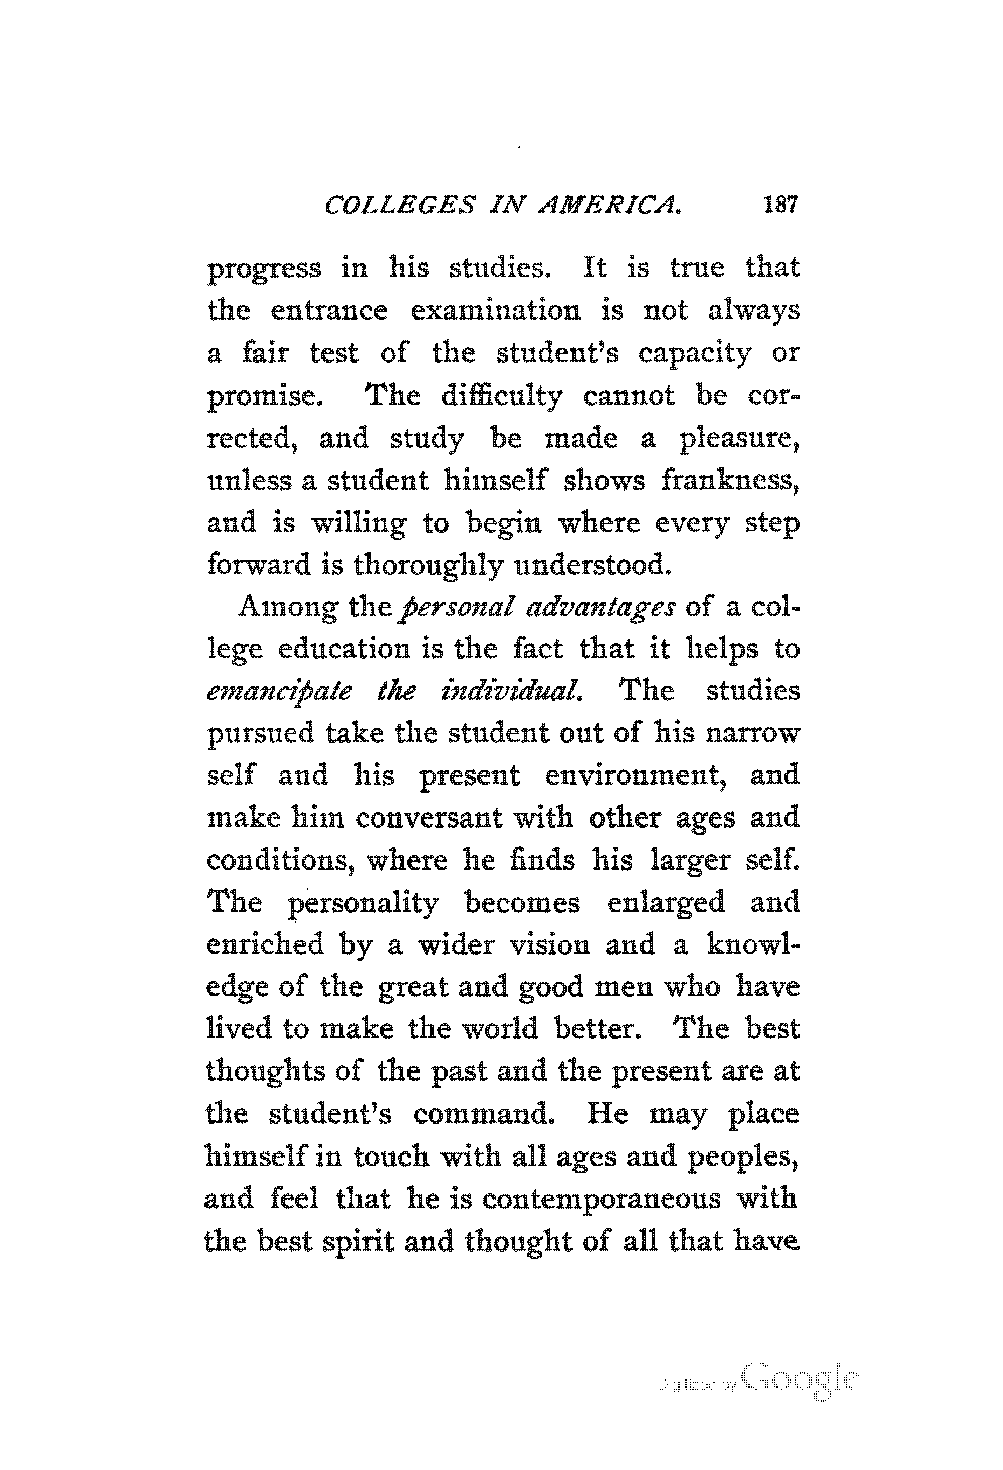 COLLEGES IN AMERICA. 187
progress in his studies. It is true that
the entrance examination is not always
a fair test of the student's capacity or
promise. The difficulty cannot be cor-
rected, and study be made a pleasure,
unless a student himself shows frankness,
and is willing to begin where every step
forward is thoroughly understood.
Among the personal advantages of a col-
lege education is the fact that it helps to
emancipate the individual. The studies
pursued take the student out of his narrow
self and his present environment, and
make him conversant with other ages and
conditions, where he finds his larger self.
The personality becomes enlarged and
enriched by a wider vision and a knowl-
edge of the great and good men who have
lived to make the world better. The best
thoughts of the past and the present are at
the student's command. He may place
himself in touch with all ages and peoples,
and feel that he is contemporaneous with
the best spirit and thought of all that have
Digitized by Google